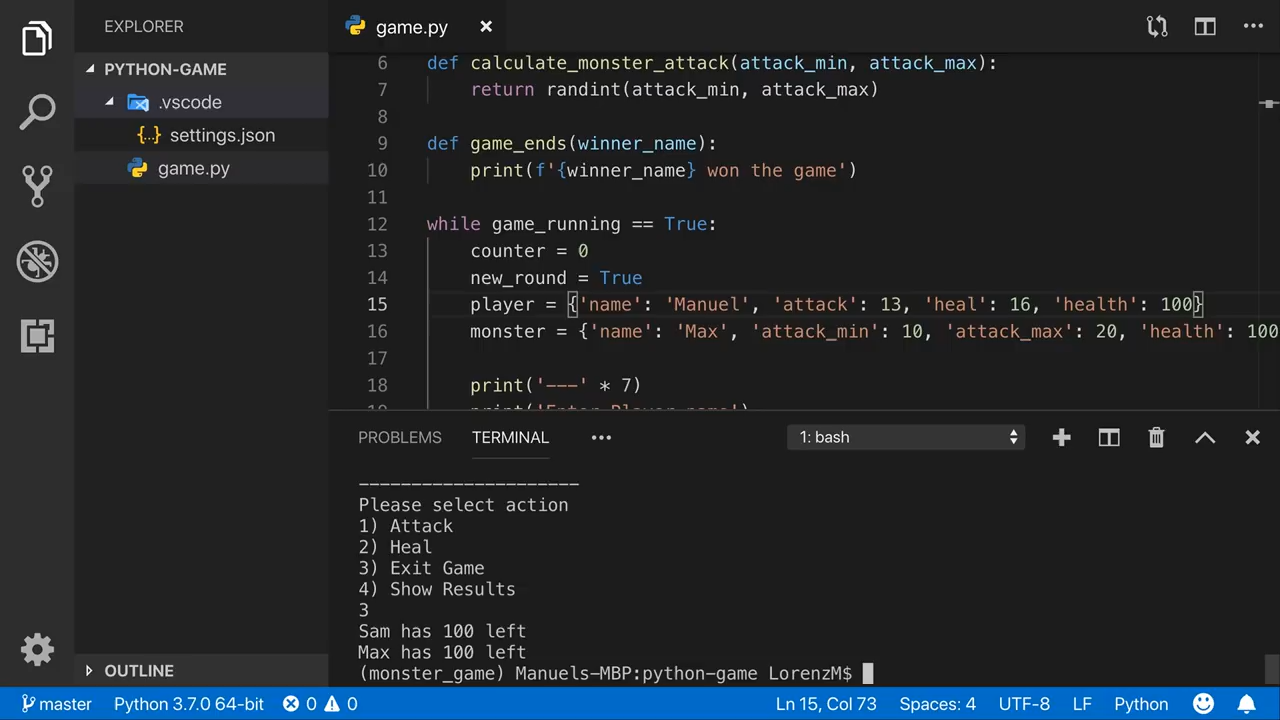 EXPLORER
PYTHON-GAME
.vscode
{..} settings.json
game.py
OUTLINE
game.py
6 def calculate_monster_attack(attack_min, attack_max):
7     return randint(attack_min, attack_max)
8
9 def game_ends(winner_name):
10     print(f'{winner_name} won the game')
11
12 while game_running == True:
13     counter = 0
14     new_round = True
15     player = {'name': 'Manuel', 'attack': 13, 'heal': 16, 'health': 100}
16     monster = {'name': 'Max', 'attack_min': 10, 'attack_max': 20, 'health': 100
17
18     print('---' * 7)
19     print('Enter Player name')
PROBLEMS TERMINAL ••• 1: bash
---------------------
Please select action
1) Attack
2) Heal
3) Exit Game
4) Show Results
3
Sam has 100 left
Max has 100 left
(monster_game) Manuels-MBP:python-game LorenzM$
master Python 3.7.0 64-bit 0 0 Ln 15, Col 73 Spaces: 4 UTF-8 LF Python